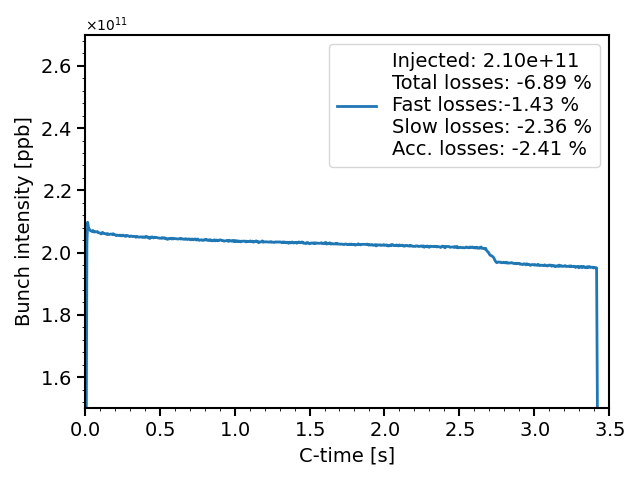 ×10¹¹
2.6
2.4
2.2
2.0
1.8
1.6
Bunch intensity [ppb]
Injected: 2.10e+11
Total losses: -6.89 %
Fast losses:-1.43 %
Slow losses: -2.36 %
Acc. losses: -2.41 %
0.0 0.5 1.0 1.5 2.0 2.5 3.0 3.5
C-time [s]